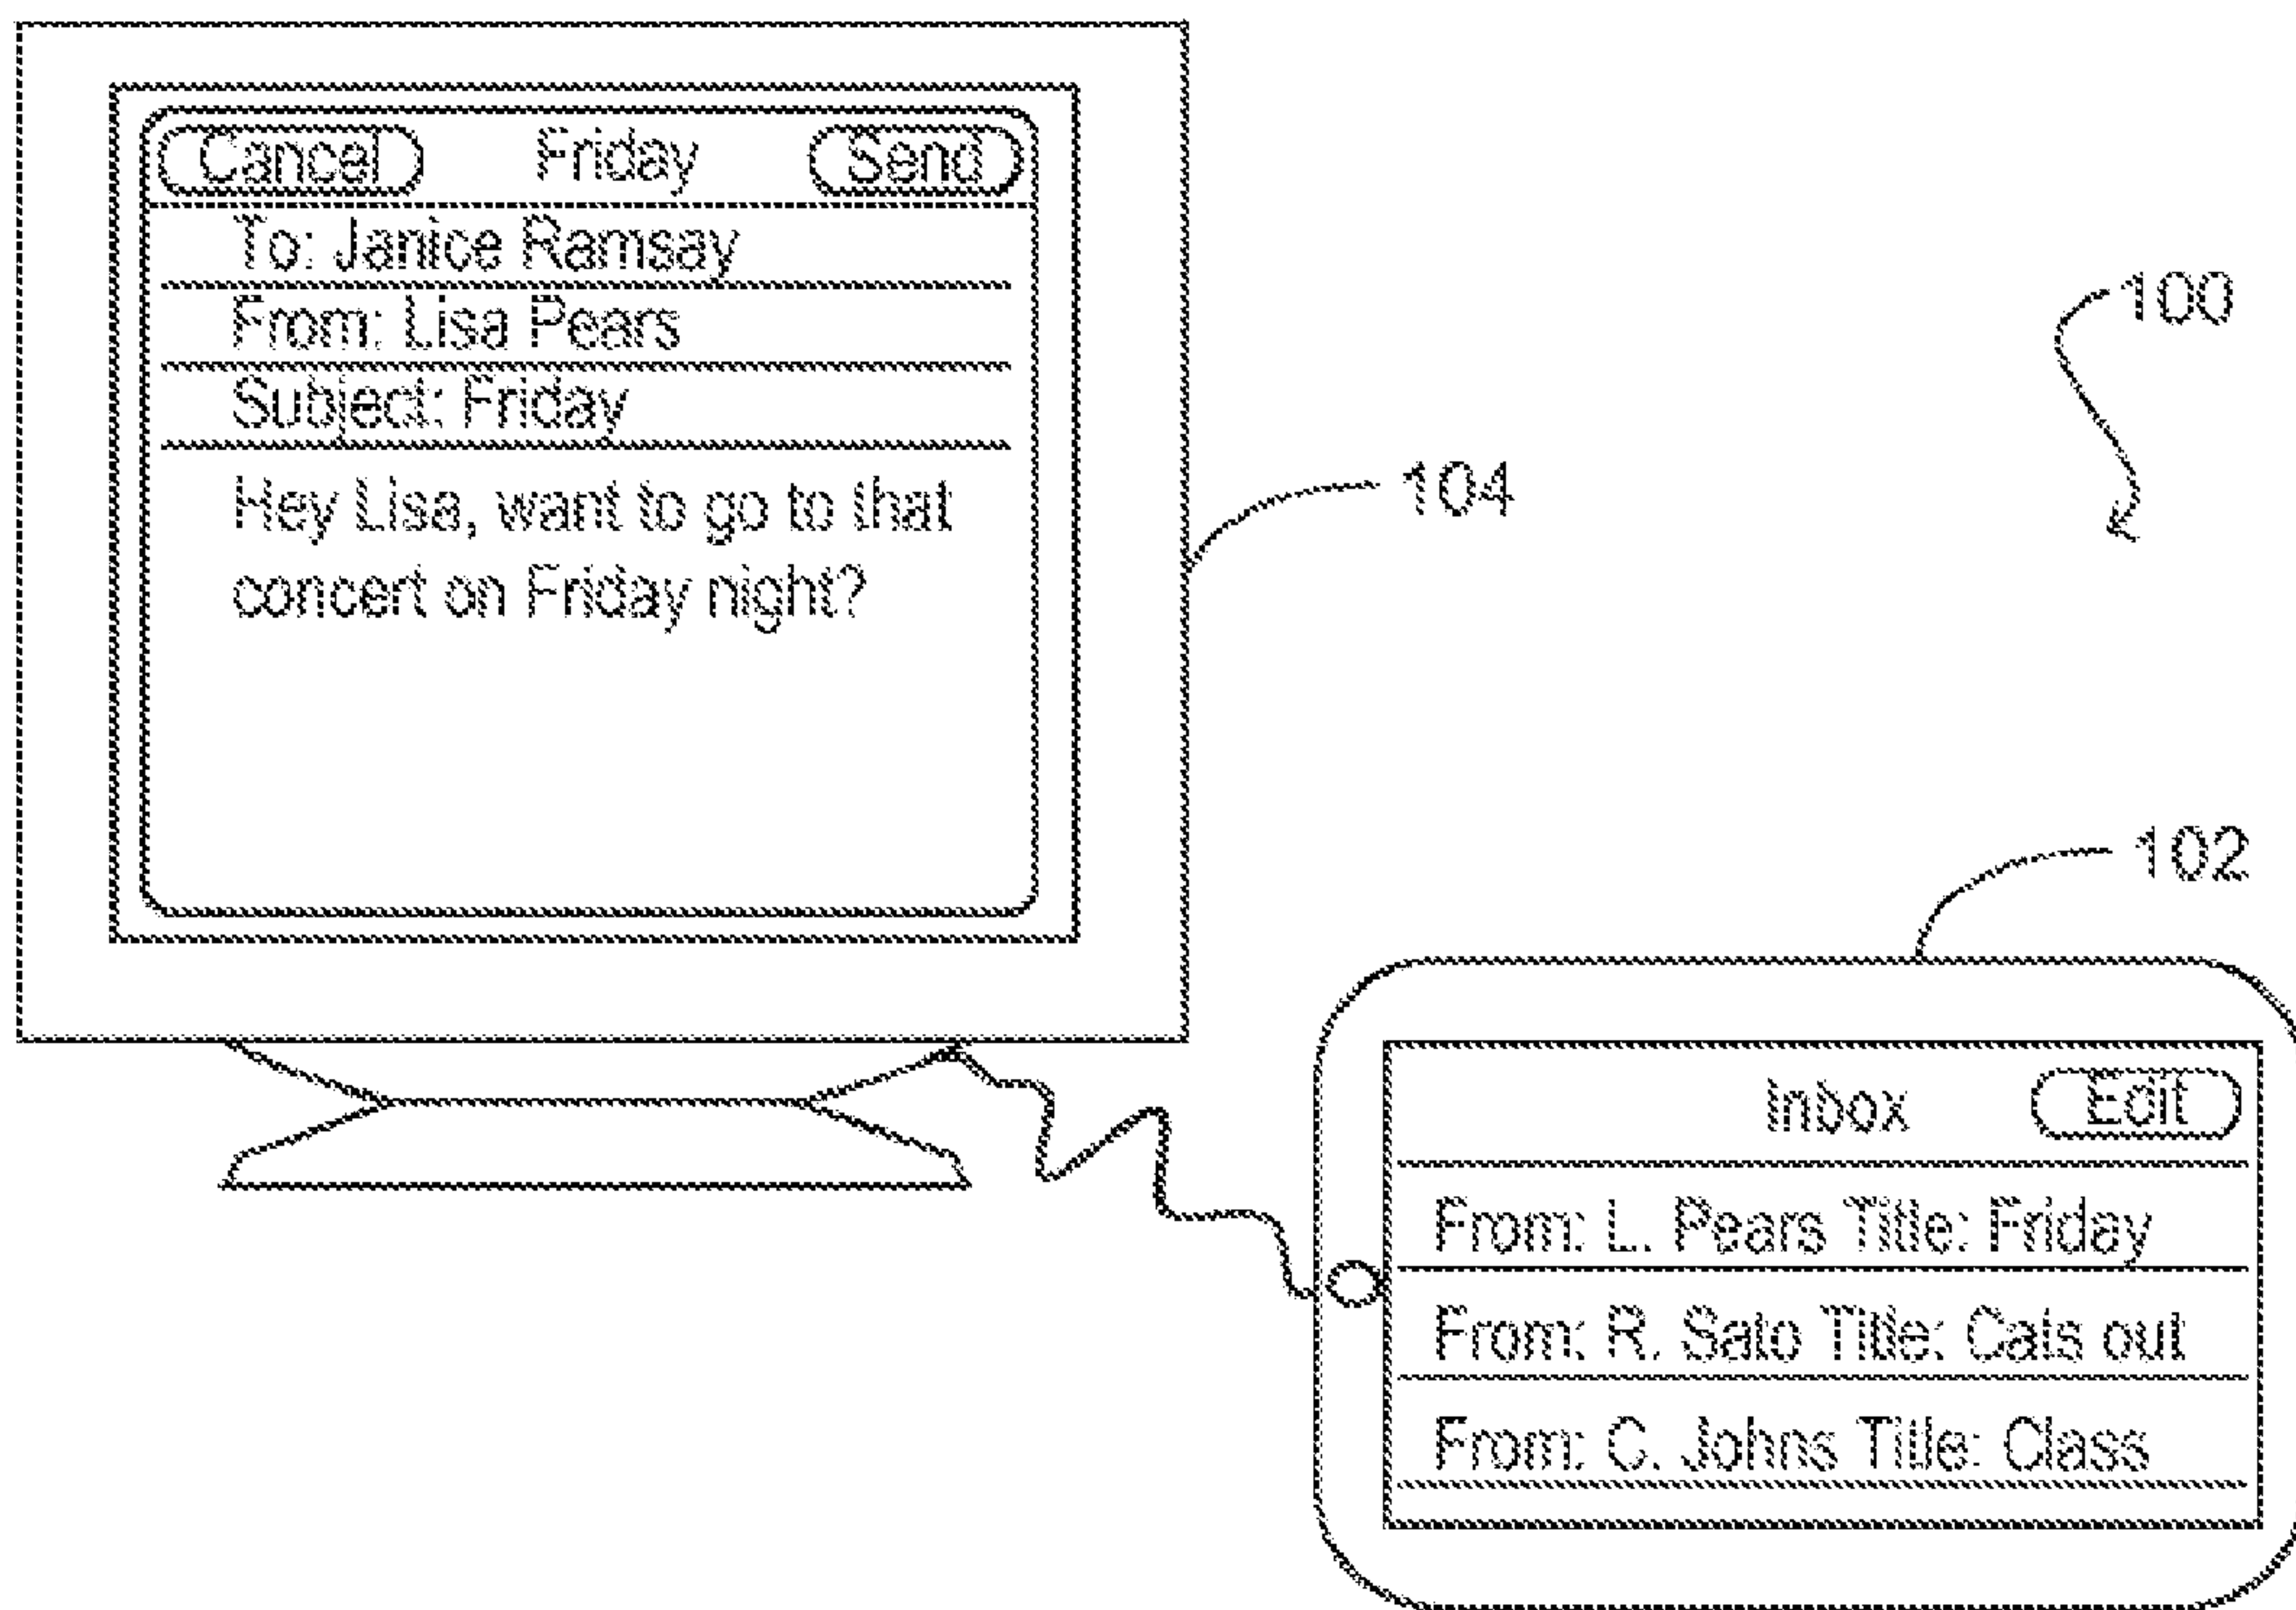 Cancel Friday Send
To: Janice Ramsay
From: Lisa Pears
Subject: Friday
Hey Lisa, want to go to that
concert on Friday night?
100
104
102
Inbox Edit
From: L. Pears Title: Friday
From: R. Sato Title: Cats out
From: C. Johns Title: Class